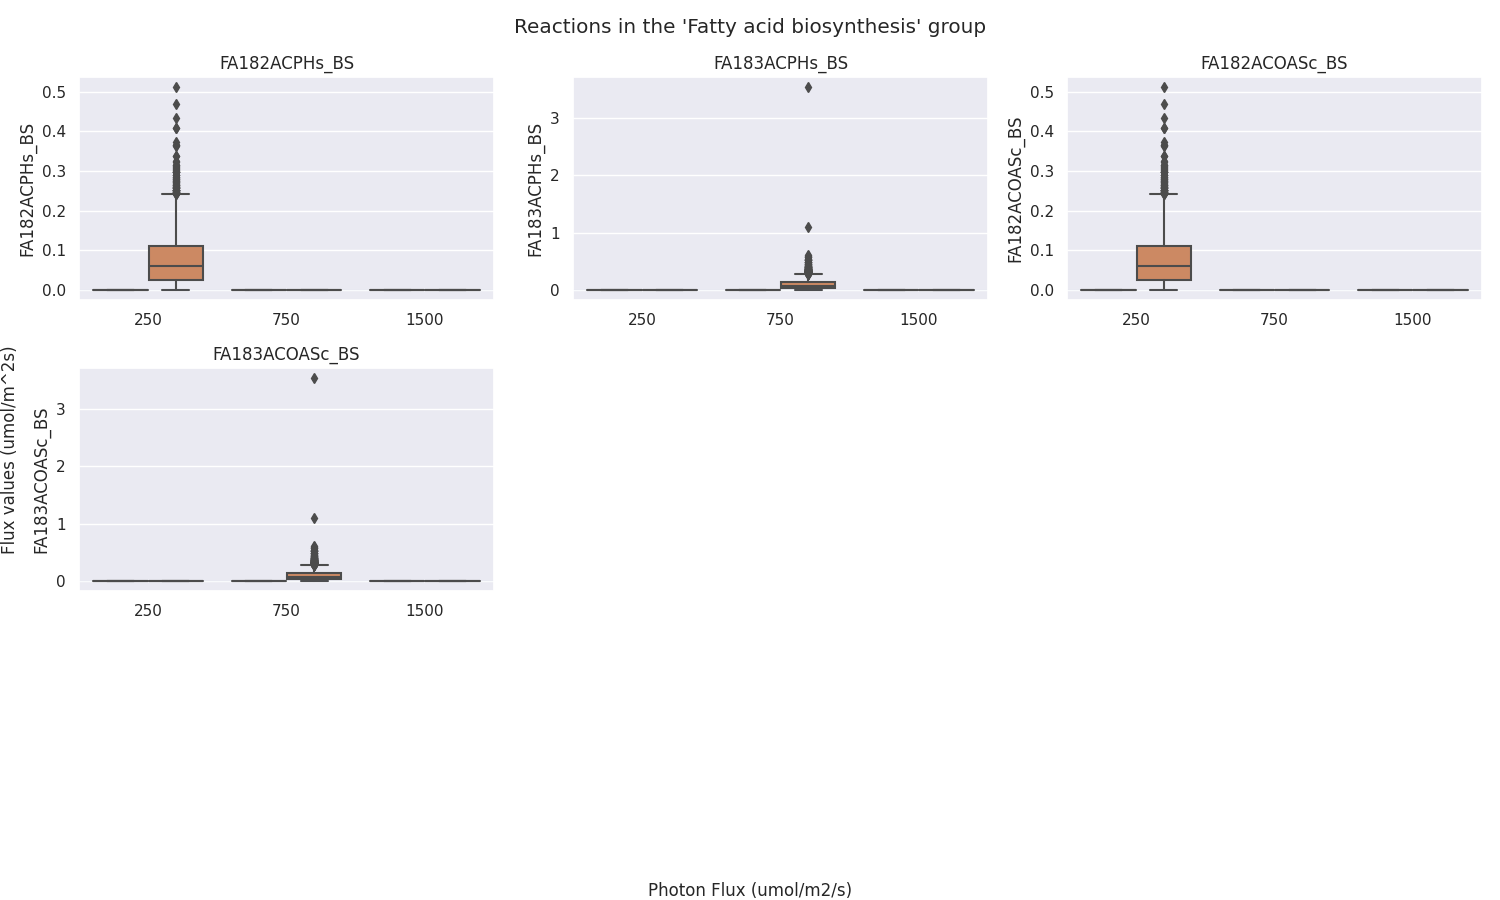 Reactions in the 'Fatty acid biosynthesis' group
FA182ACPHs_BS
FA182ACPHs_BS
0.5
0.4
0.3
0.2
0.1
0.0
250 750 1500
FA183ACPHs_BS
FA183ACPHs_BS
3
2
1
0
250 750 1500
FA182ACOASc_BS
FA182ACOASc_BS
0.5
0.4
0.3
0.2
0.1
0.0
250 750 1500
Flux values (umol/m^2s)
FA183ACOASc_BS
FA183ACOASc_BS
3
2
1
0
250 750 1500
Photon Flux (umol/m2/s)